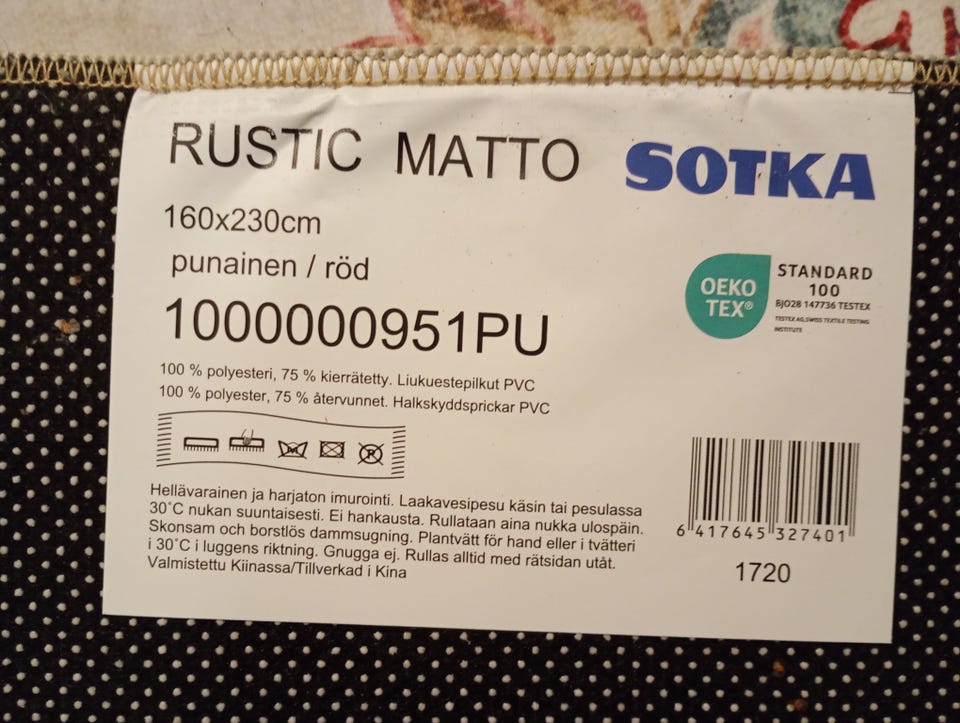 RUSTIC MATTO
SOTKA
160x230cm
punainen / röd
1000000951PU
OEKO
TEX®
STANDARD
100
BJ028 147736 TESTEX
TESTEX AG, SWISS TEXTILE TESTING
INSTITUTE
100 % polyesteri, 75 % kierrätetty. Liukuestepilkut PVC
100 % polyester, 75 % återvunnet. Halkskyddsprickar PVC
Hellävarainen ja harjaton imurointi. Laakavesipesu käsin tai pesulassa
30˚C nukan suuntaisesti. Ei hankausta. Rullataan aina nukka ulospäin.
Skonsam och borstlös dammsugning. Plantvätt för hand eller i tvätteri
i 30˚C i luggens riktning. Gnugga ej. Rullas alltid med rätsidan utåt.
Valmistettu Kiinassa/Tillverkad i Kina
6 417645 327401
1720